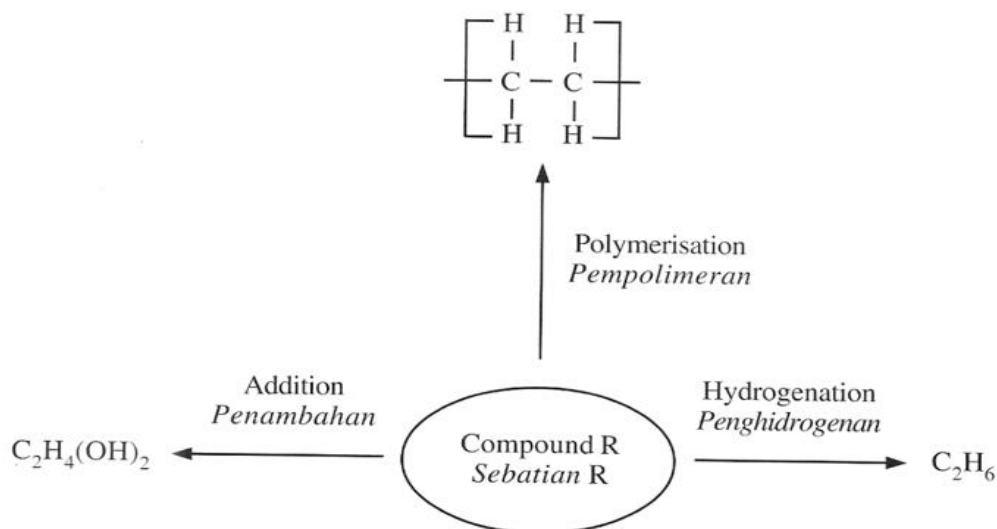 H H
C – C
H H
Polymerisation
Pempolimeran
Addition
Penambahan
Hydrogenation
Penghidrogenan
C₂H₄(OH)₂
Compound R
Sebatian R
C₂H₆